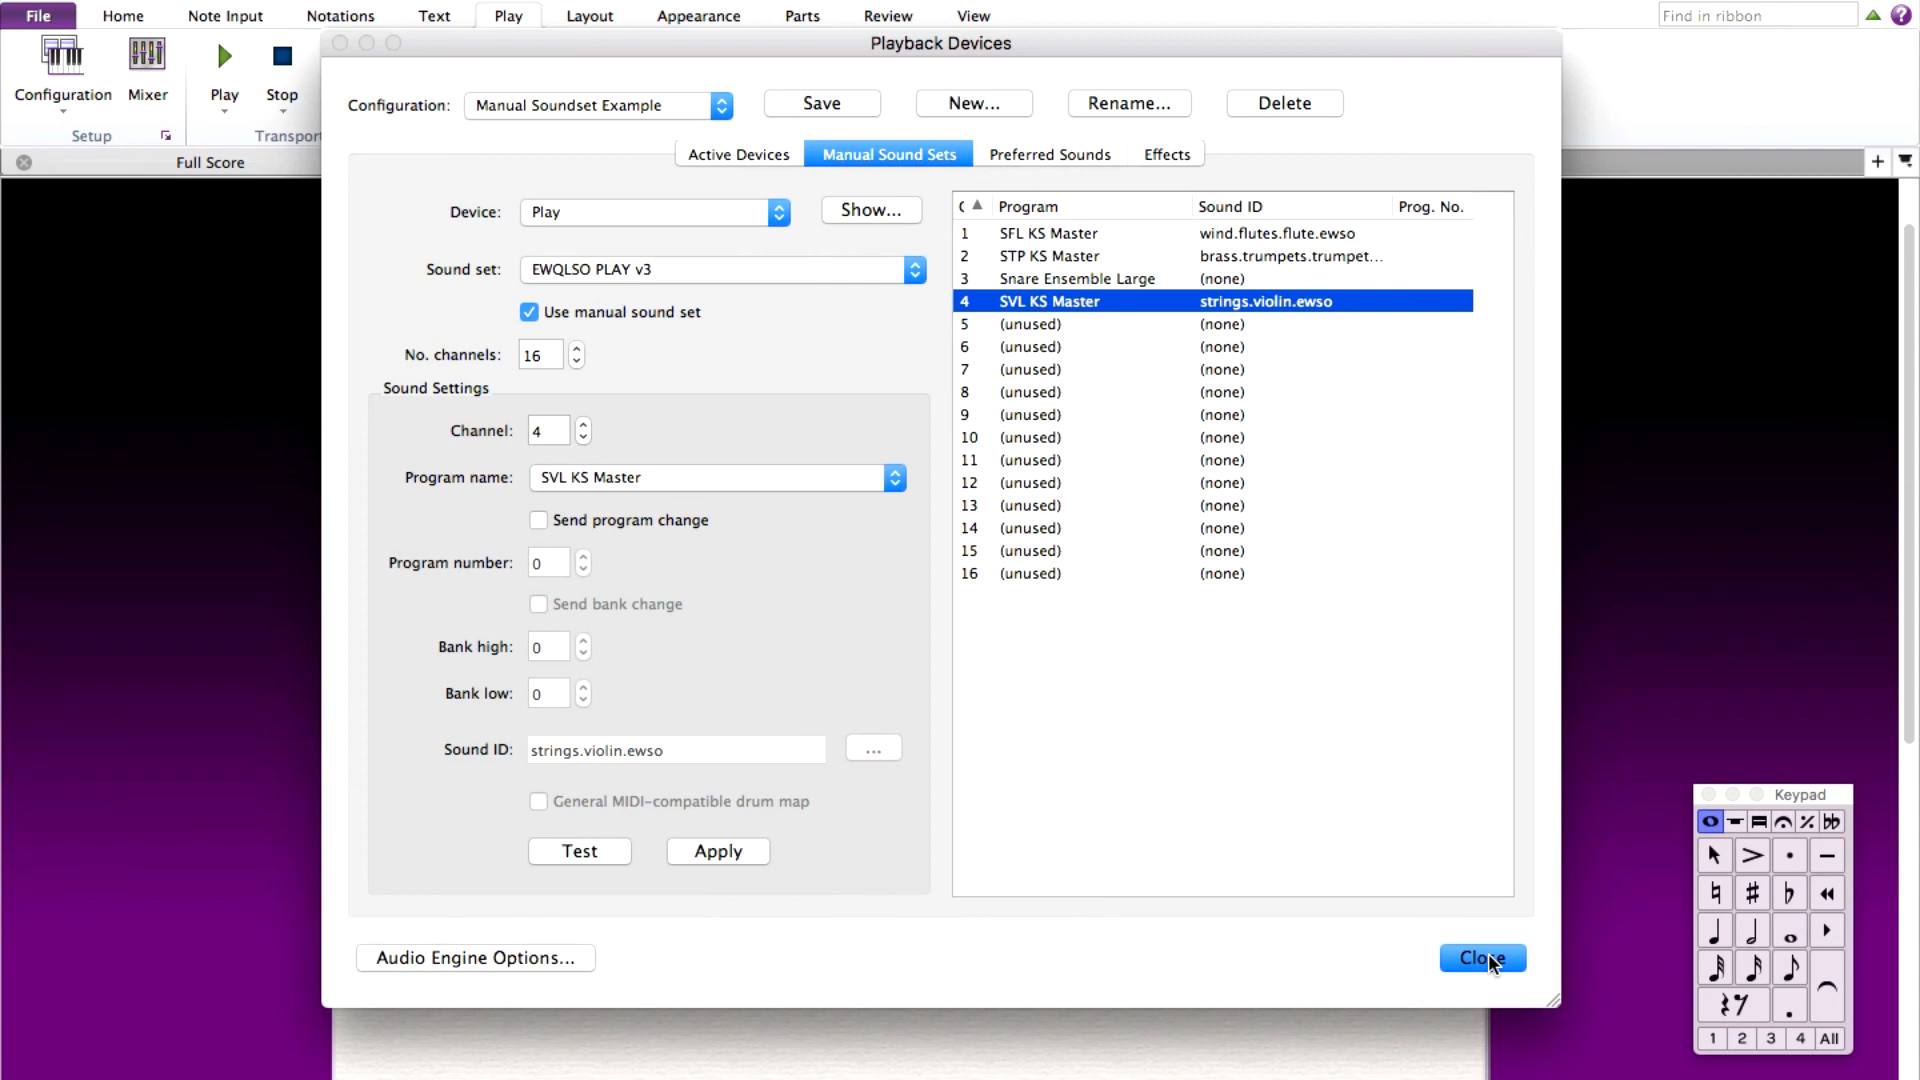 File Home Note Input Notations Text Play Layout Appearance Parts Review View Find in ribbon
Playback Devices
Configuration Mixer Play Stop
Setup Transport
Full Score
Configuration: Manual Soundset Example Save New... Rename... Delete
Active Devices Manual Sound Sets Preferred Sounds Effects
Device: Play Show...
Sound set: EWQLSO PLAY v3
Use manual sound set
No. channels: 16
Sound Settings
Channel: 4
Program name: SVL KS Master
Send program change
Program number: 0
Send bank change
Bank high: 0
Bank low: 0
Sound ID: strings.violin.ewso ...
General MIDI-compatible drum map
Test Apply
Program Sound ID Prog. No.
1 SFL KS Master wind.flutes.flute.ewso
2 STP KS Master brass.trumpets.trumpet...
3 Snare Ensemble Large (none)
4 SVL KS Master strings.violin.ewso
5 (unused) (none)
6 (unused) (none)
7 (unused) (none)
8 (unused) (none)
9 (unused) (none)
10 (unused) (none)
11 (unused) (none)
12 (unused) (none)
13 (unused) (none)
14 (unused) (none)
15 (unused) (none)
16 (unused) (none)
Audio Engine Options... Close
Keypad
1 2 3 4 All